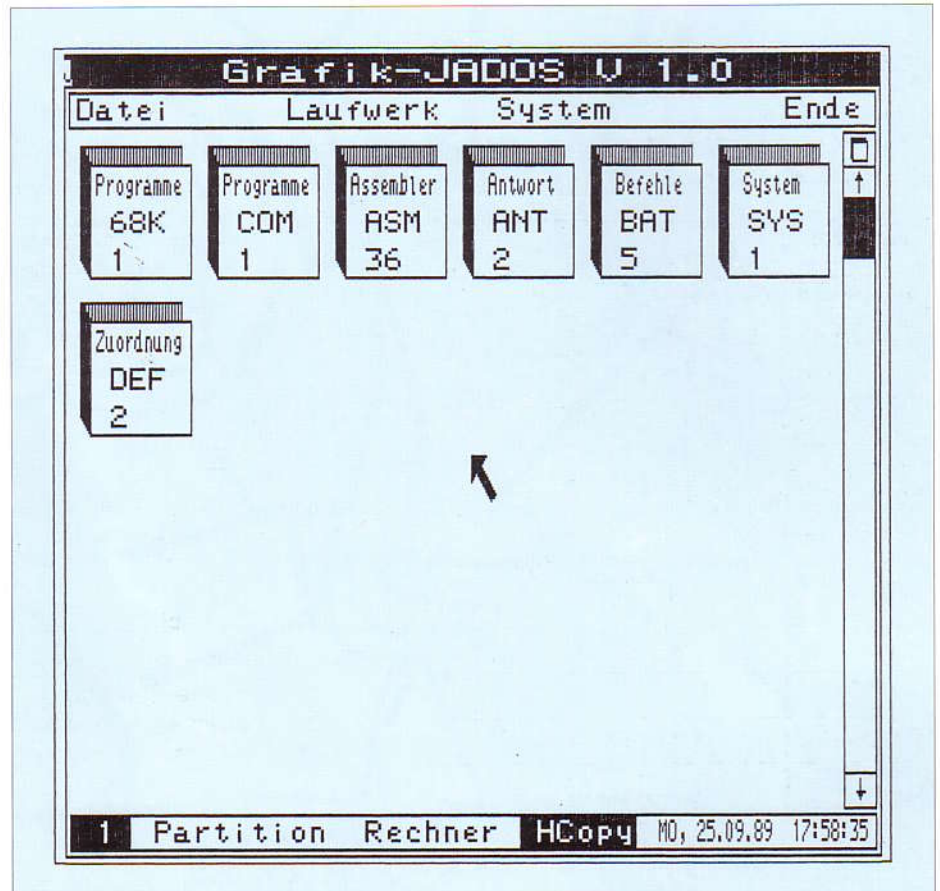 Grafik-JADOS V 1.0
Datei Laufwerk System Ende
Programme Programme Assembler Antwort Befehle System
68K COM ASM ANT BAT SYS
1 1 36 2 5 1
Zuordnung
DEF
2
1 Partition Rechner HCopy MO, 25.09.89 17:58:35